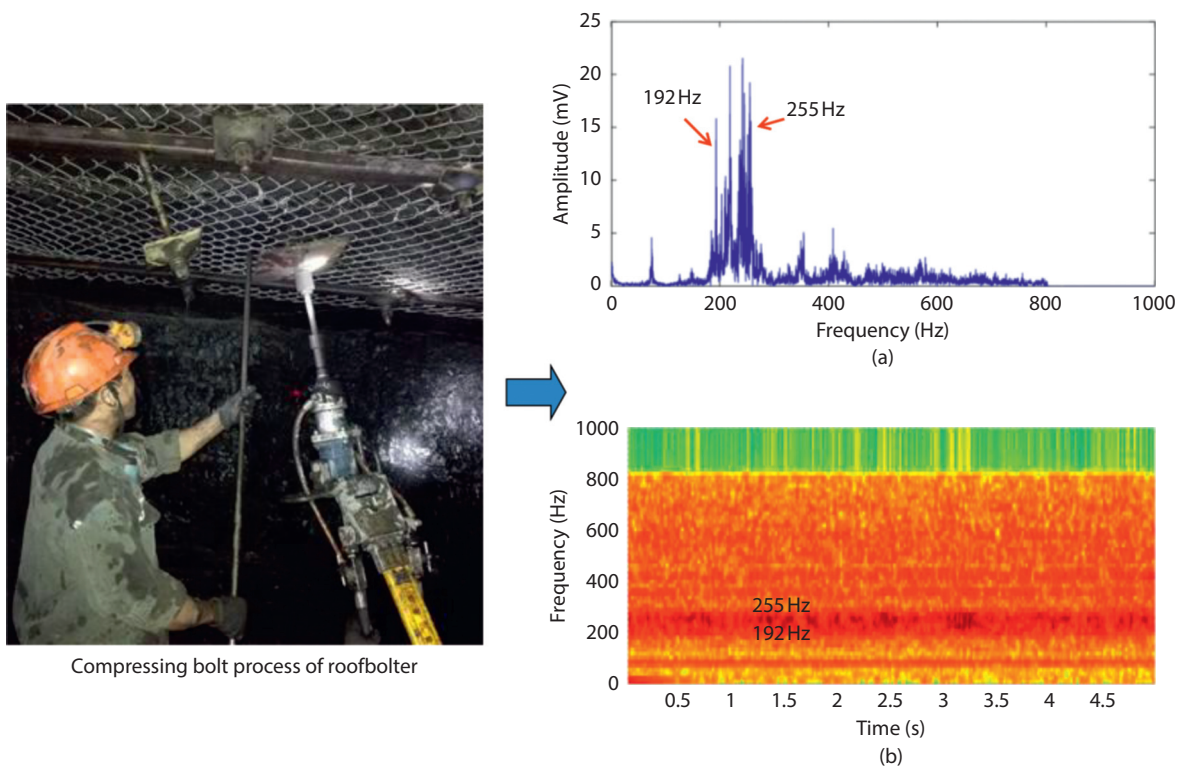 Compressing bolt process of roofbolter
25
20
15
10
5
0
Amplitude (mV)
192 Hz
255 Hz
0 200 400 600 800 1000
Frequency (Hz)
(a)
1000
800
600
400
200
0
Frequency (Hz)
255 Hz
192 Hz
0.5 1 1.5 2 2.5 3 3.5 4 4.5
Time (s)
(b)